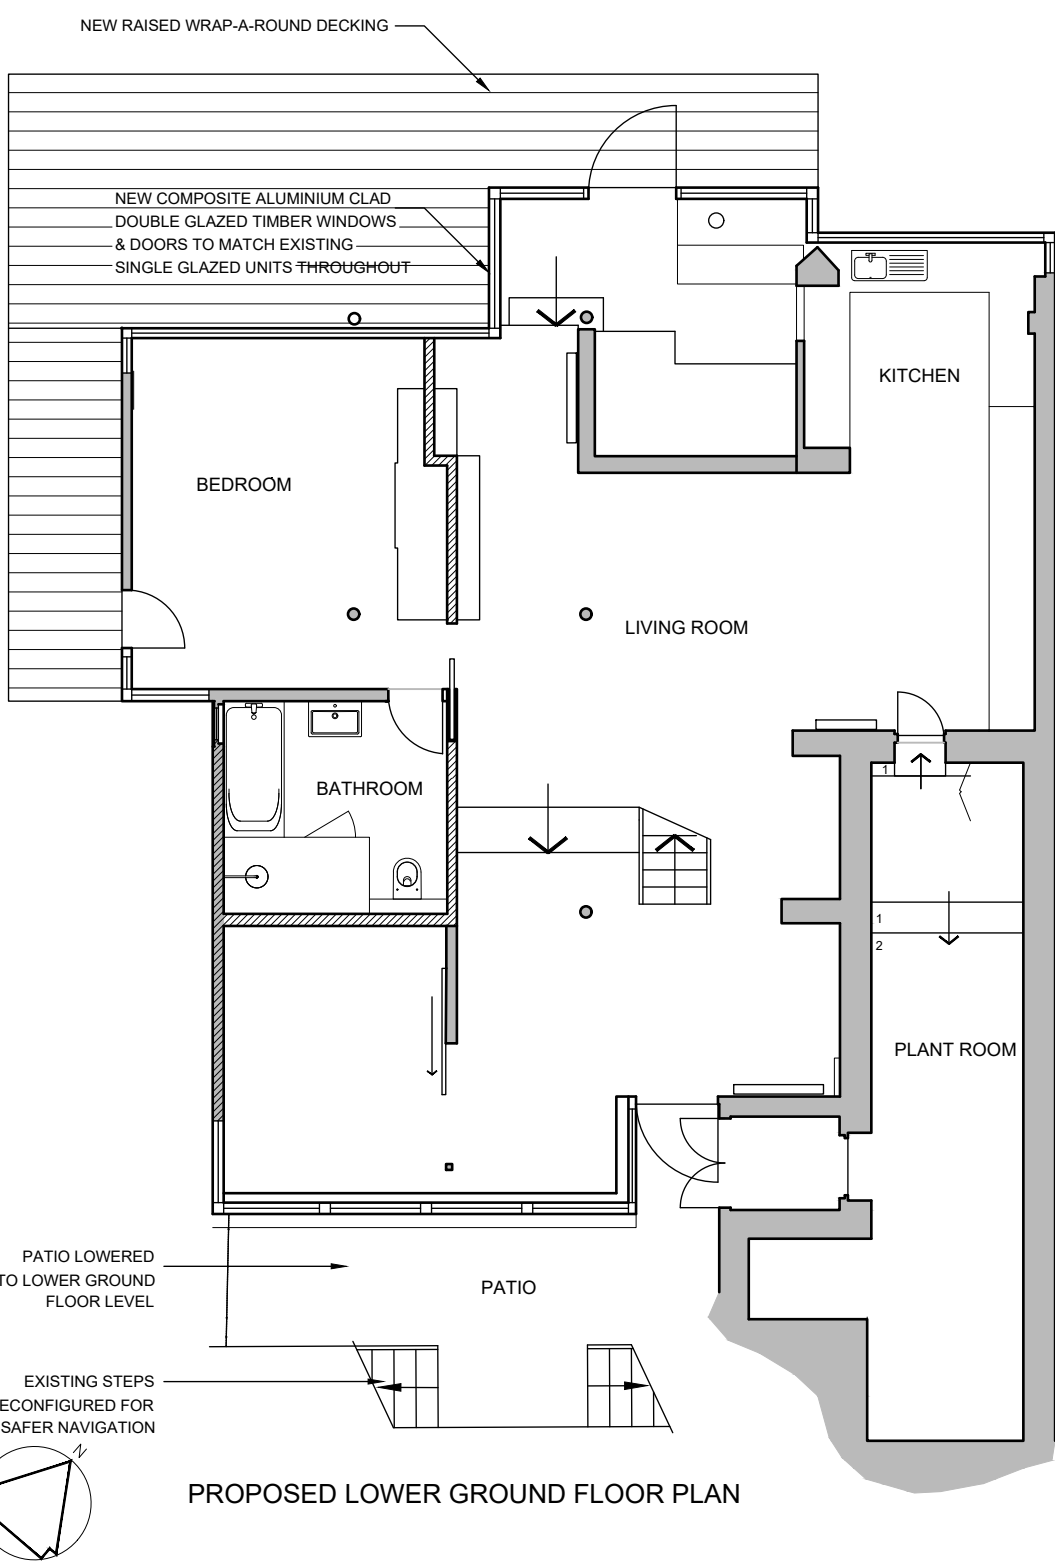 NEW RAISED WRAP-A-ROUND DECKING
NEW COMPOSITE ALUMINIUM CLAD
DOUBLE GLAZED TIMBER WINDOWS
& DOORS TO MATCH EXISTING
SINGLE GLAZED UNITS THROUGHOUT
KITCHEN
BEDROOM
LIVING ROOM
BATHROOM
1
1
2
PLANT ROOM
PATIO LOWERED
TO LOWER GROUND
FLOOR LEVEL
PATIO
EXISTING STEPS
ECONFIGURED FOR
SAFER NAVIGATION
N
PROPOSED LOWER GROUND FLOOR PLAN